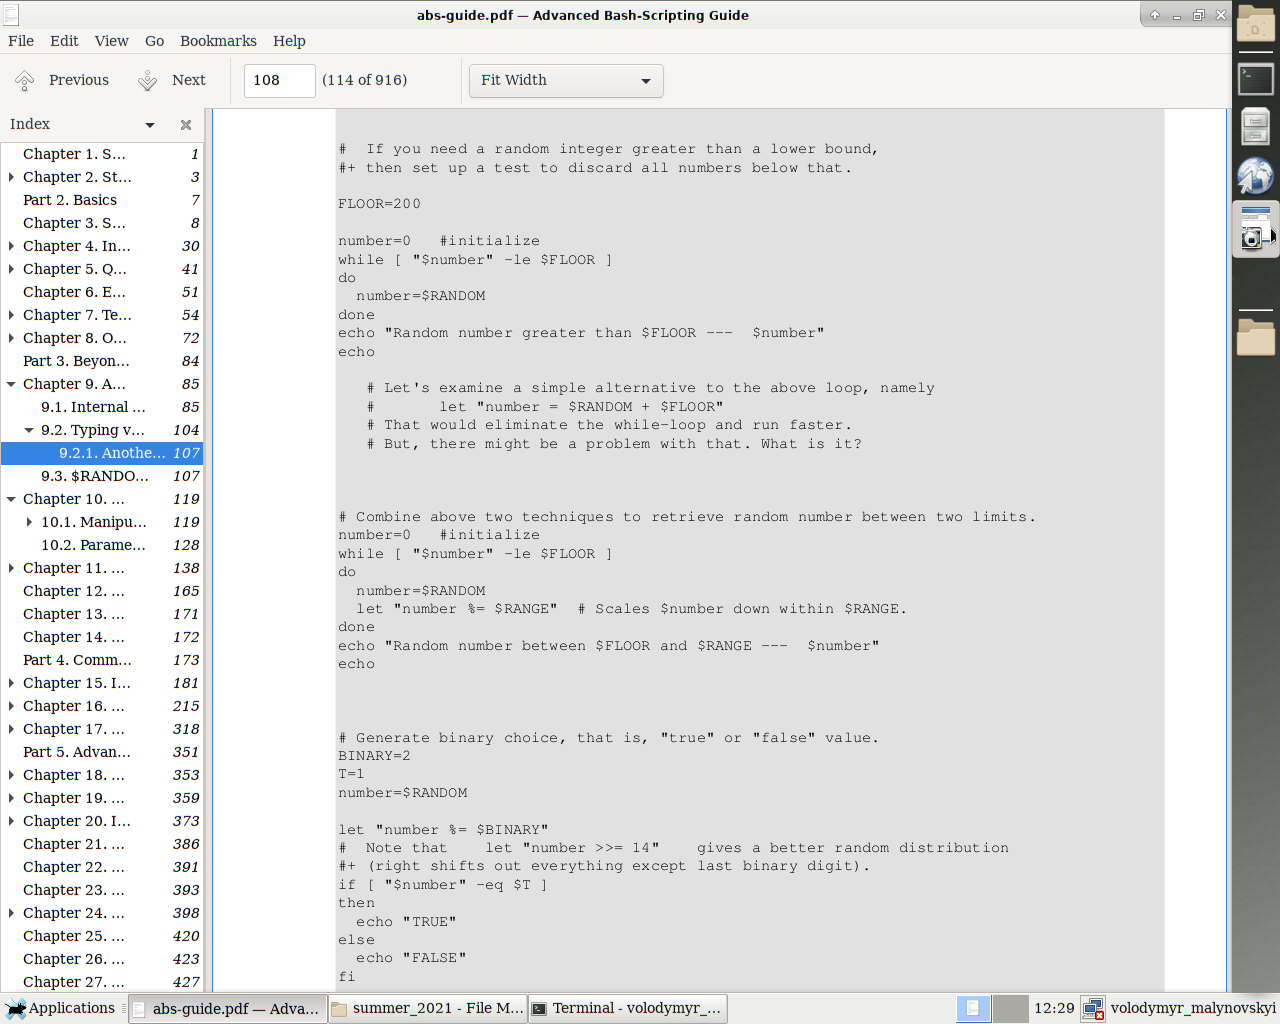 abs-guide.pdf — Advanced Bash-Scripting Guide
File Edit View Go Bookmarks Help
Previous Next 108 (114 of 916) Fit Width
Index
Chapter 1. S... 1
Chapter 2. St... 3
Part 2. Basics 7
Chapter 3. S... 8
Chapter 4. In... 30
Chapter 5. Q... 41
Chapter 6. E... 51
Chapter 7. Te... 54
Chapter 8. O... 72
Part 3. Beyon... 84
Chapter 9. A... 85
9.1. Internal ... 85
9.2. Typing v... 104
9.2.1. Anothe... 107
9.3. $RANDO... 107
Chapter 10. ... 119
10.1. Manipu... 119
10.2. Parame... 128
Chapter 11. ... 138
Chapter 12. ... 165
Chapter 13. ... 171
Chapter 14. ... 172
Part 4. Comm... 173
Chapter 15. I... 181
Chapter 16. ... 215
Chapter 17. ... 318
Part 5. Advan... 351
Chapter 18. ... 353
Chapter 19. ... 359
Chapter 20. I... 373
Chapter 21. ... 386
Chapter 22. ... 391
Chapter 23. ... 393
Chapter 24. ... 398
Chapter 25. ... 420
Chapter 26. ... 423
Chapter 27. ... 427
#  If you need a random integer greater than a lower bound,
#+ then set up a test to discard all numbers below that.
FLOOR=200
number=0   #initialize
while [ "$number" -le $FLOOR ]
do
  number=$RANDOM
done
echo "Random number greater than $FLOOR ---  $number"
echo
   # Let's examine a simple alternative to the above loop, namely
   #       let "number = $RANDOM + $FLOOR"
   # That would eliminate the while-loop and run faster.
   # But, there might be a problem with that. What is it?
# Combine above two techniques to retrieve random number between two limits.
number=0   #initialize
while [ "$number" -le $FLOOR ]
do
  number=$RANDOM
  let "number %= $RANGE"  # Scales $number down within $RANGE.
done
echo "Random number between $FLOOR and $RANGE ---  $number"
echo
# Generate binary choice, that is, "true" or "false" value.
BINARY=2
T=1
number=$RANDOM
let "number %= $BINARY"
#  Note that    let "number >>= 14"    gives a better random distribution
#+ (right shifts out everything except last binary digit).
if [ "$number" -eq $T ]
then
  echo "TRUE"
else
  echo "FALSE"
fi
Applications abs-guide.pdf — Adva... summer_2021 - File M... Terminal - volodymyr_... 12:29 volodymyr_malynovskyi